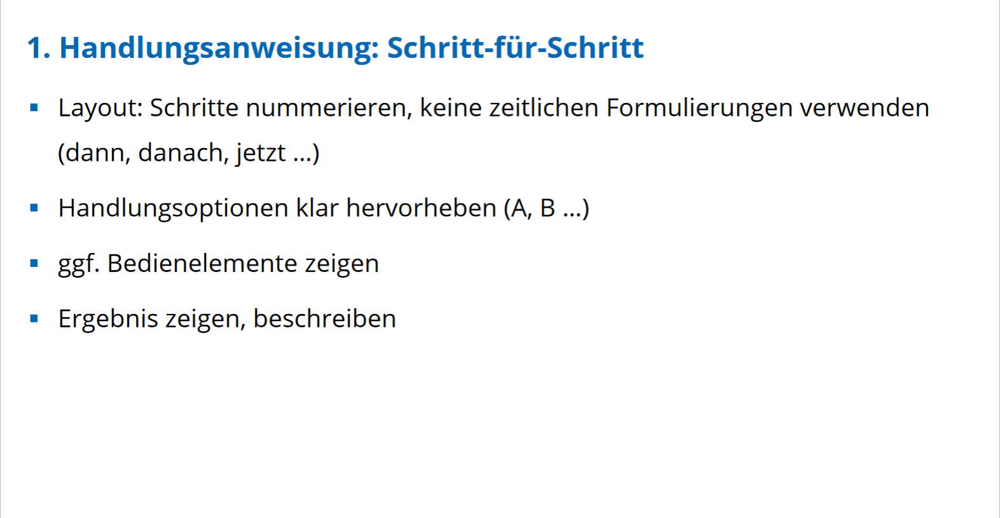 1. Handlungsanweisung: Schritt-für-Schritt
▪ Layout: Schritte nummerieren, keine zeitlichen Formulierungen verwenden
(dann, danach, jetzt ...)
▪ Handlungsoptionen klar hervorheben (A, B ...)
▪ ggf. Bedienelemente zeigen
▪ Ergebnis zeigen, beschreiben